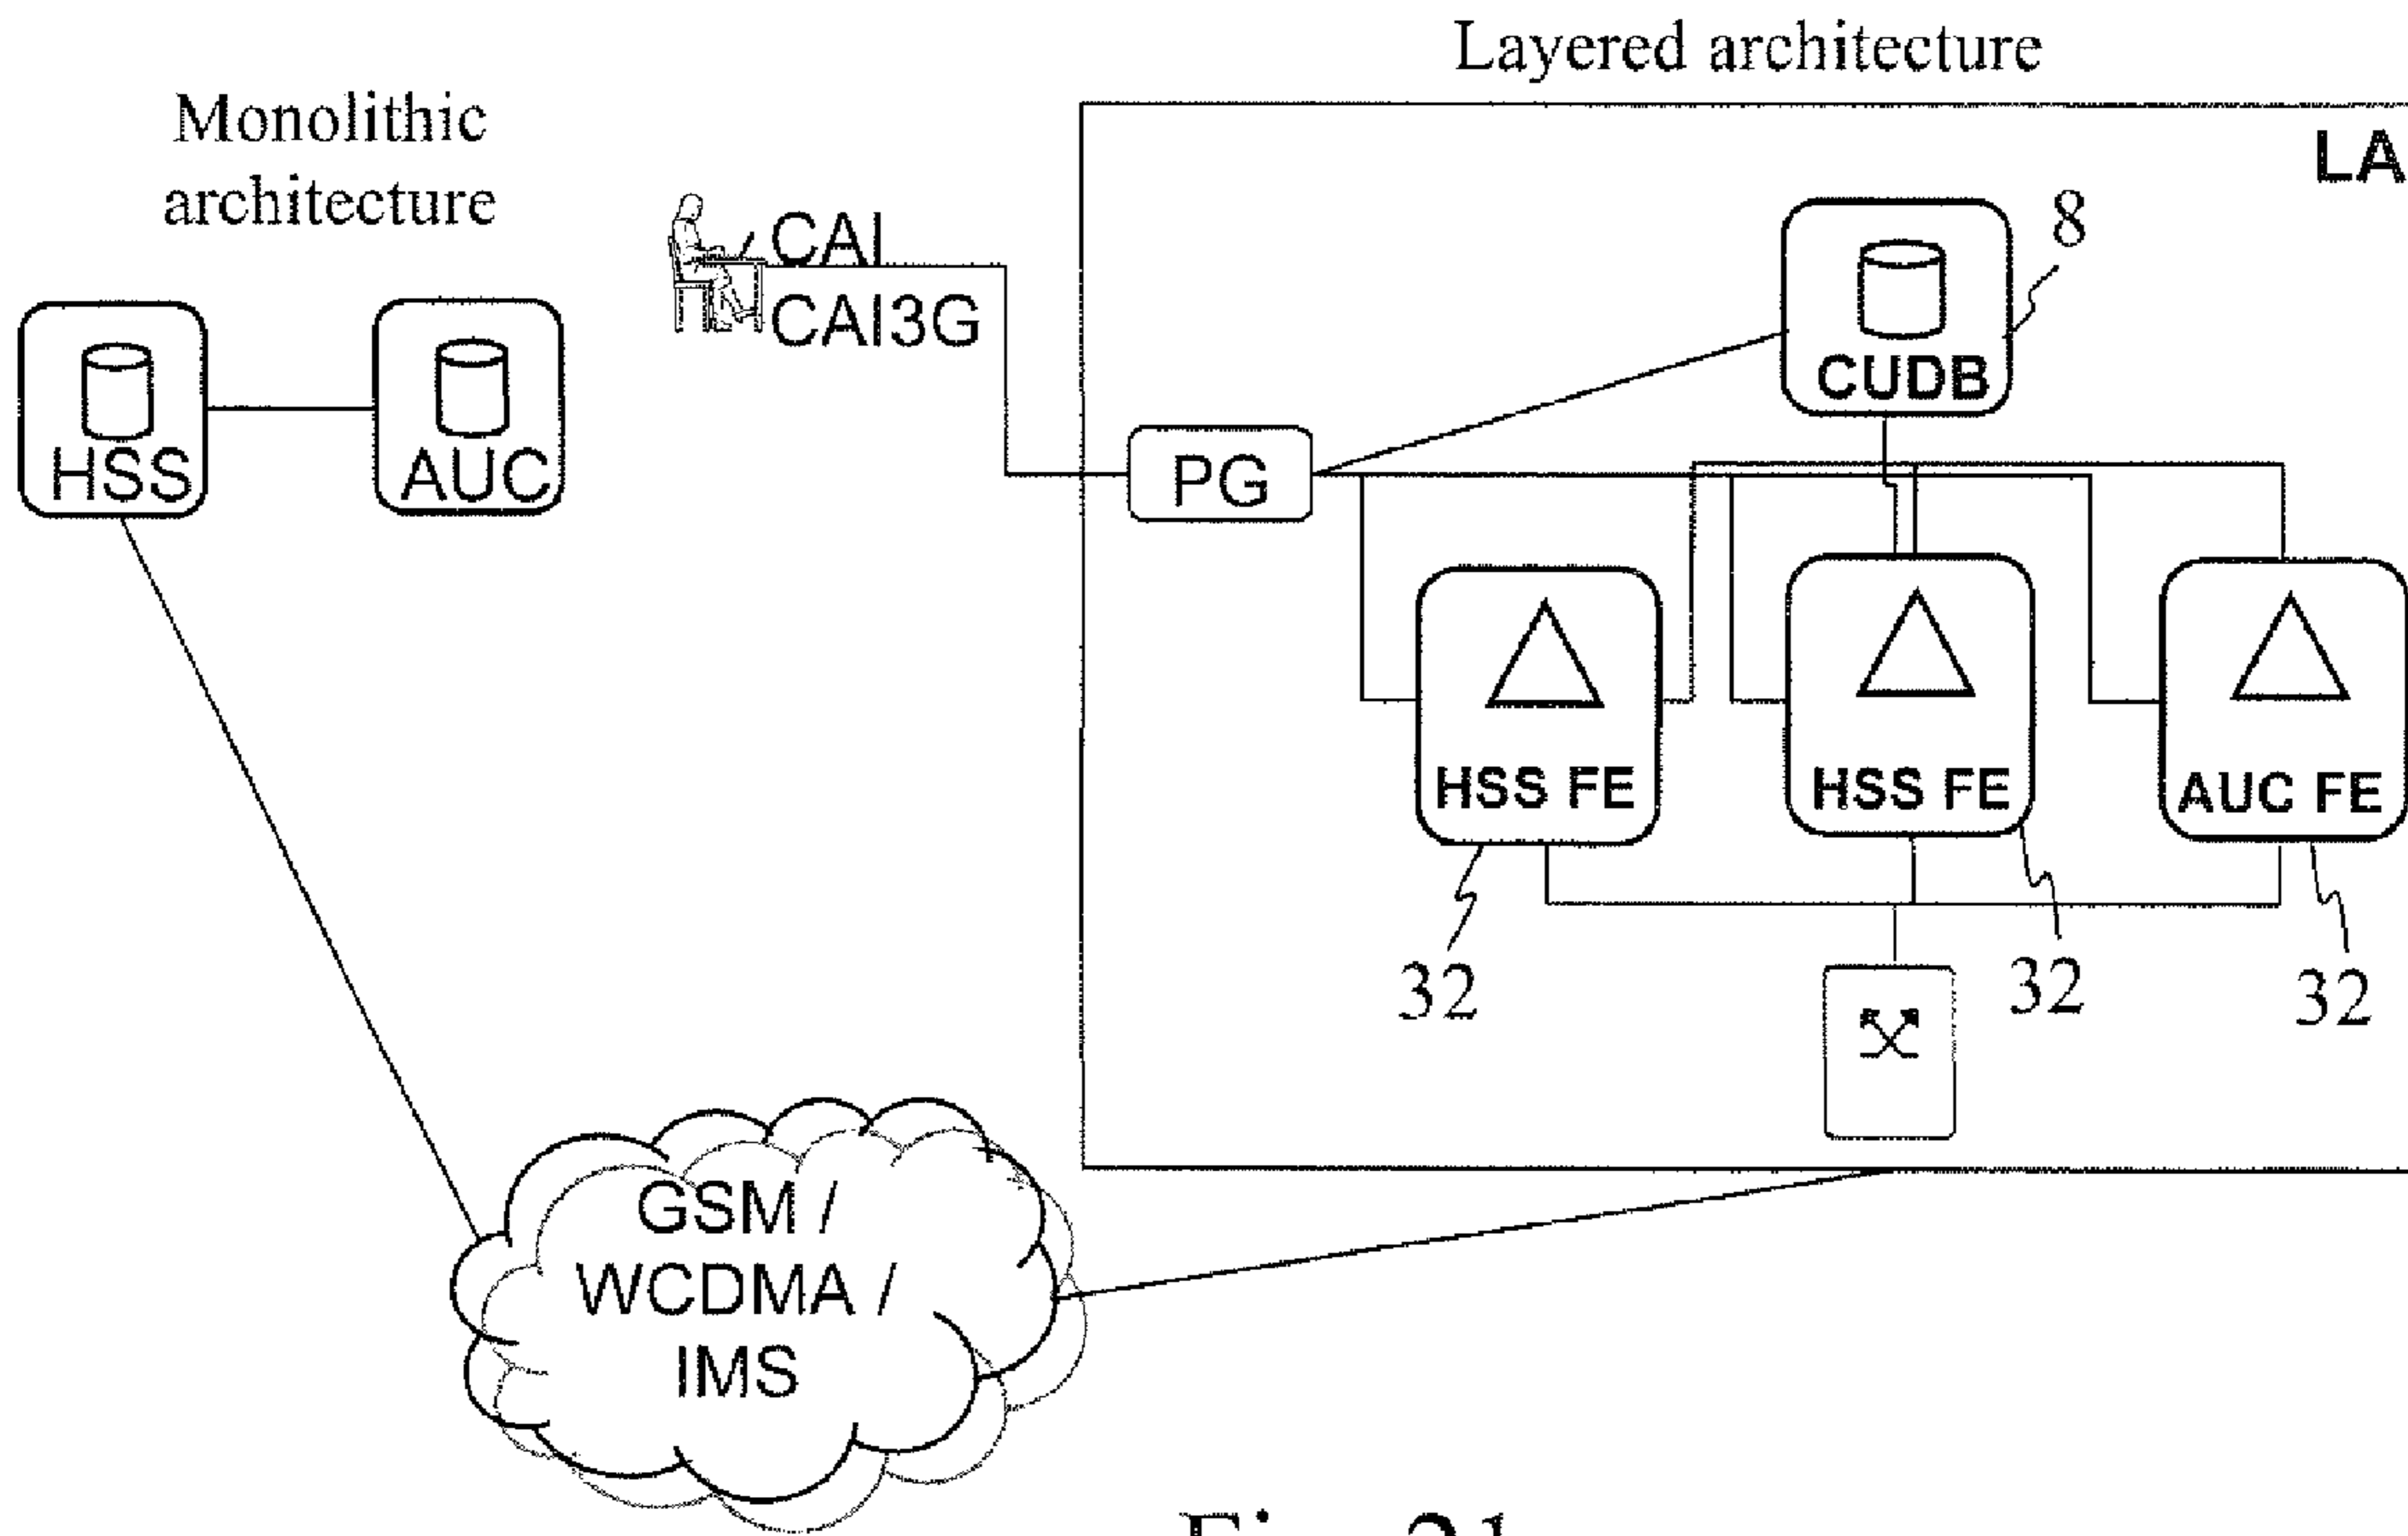 Layered architecture
Monolithic
architecture
LA
8
CAI
CAI3G
HSS
AUC
CUDB
PG
HSS FE
HSS FE
AUC FE
32
32
32
GSM /
WCDMA /
IMS